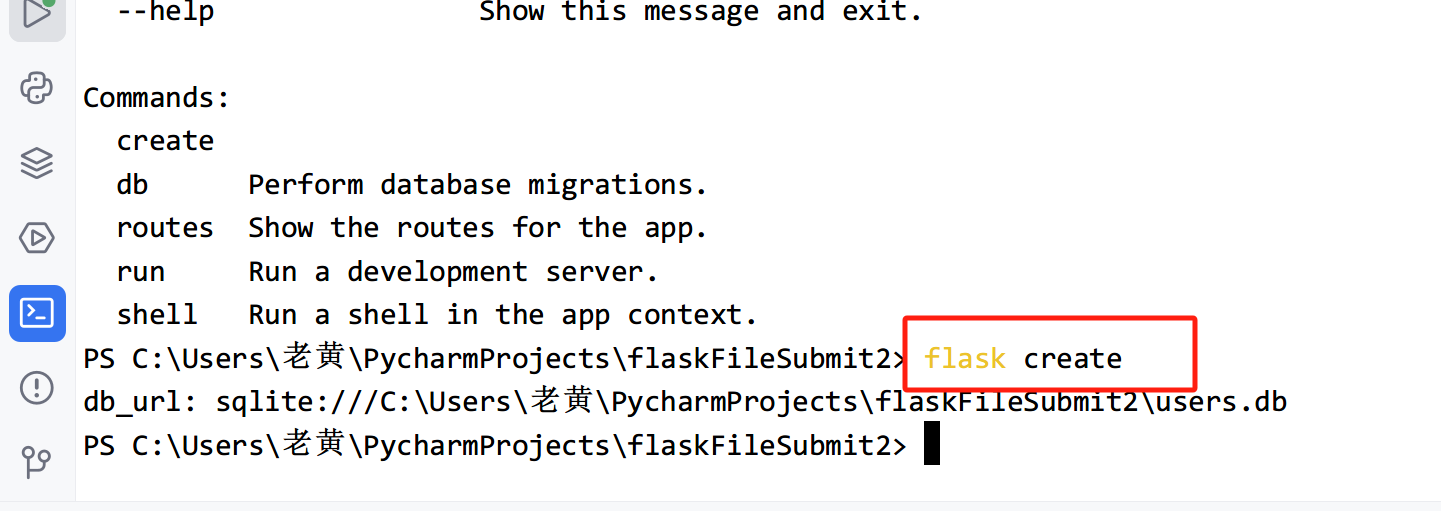 --help                Show this message and exit.
Commands:
  create
  db      Perform database migrations.
  routes  Show the routes for the app.
  run     Run a development server.
  shell   Run a shell in the app context.
PS C:\Users\老黄\PycharmProjects\flaskFileSubmit2> flask create
db_url: sqlite:///C:\Users\老黄\PycharmProjects\flaskFileSubmit2\users.db
PS C:\Users\老黄\PycharmProjects\flaskFileSubmit2>